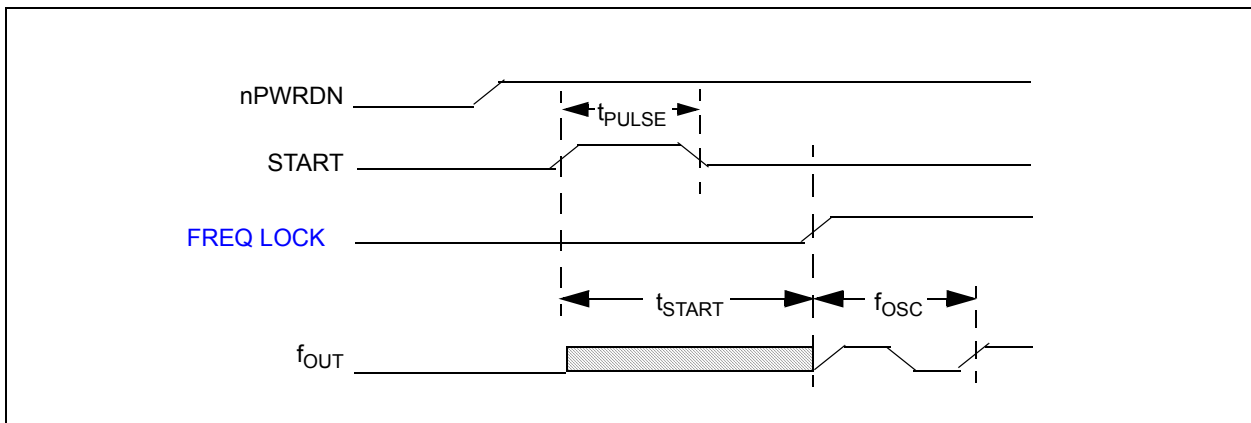 nPWRDN
tPULSE
START
FREQ LOCK
tSTART
fOSC
fOUT